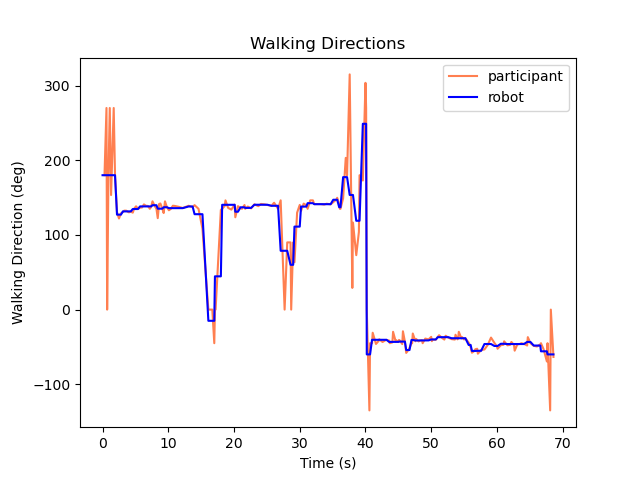 Walking Directions
participant
robot
Walking Direction (deg)
300
200
100
0
−100
0 10 20 30 40 50 60 70
Time (s)